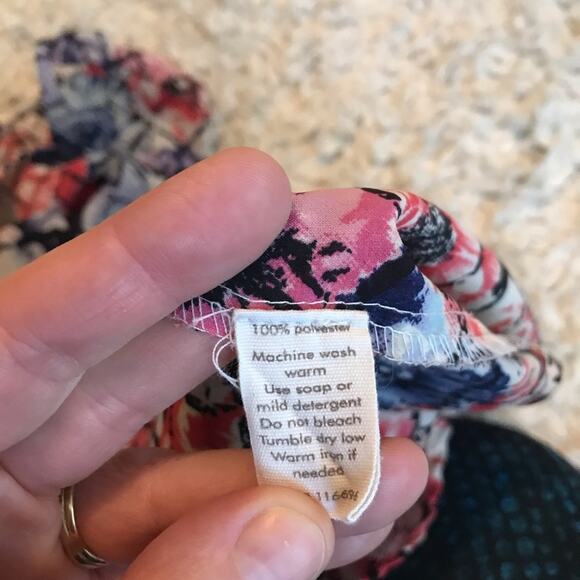 100% polyester
Machine wash
warm
Use soap or
mild detergent
Do not bleach
Tumble dry low
Warm iron if
needed